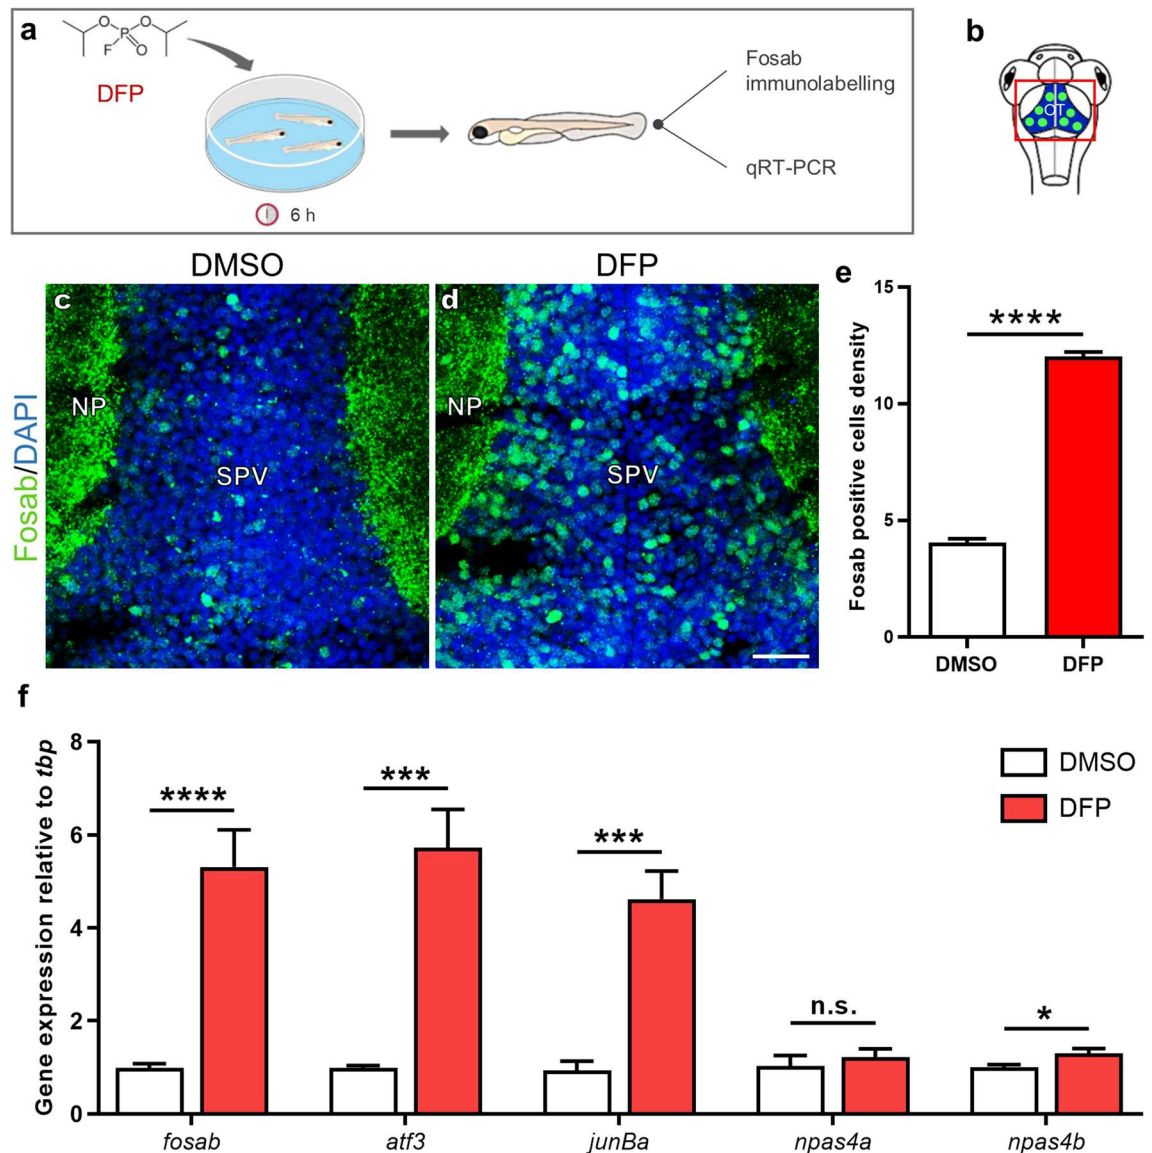 a
O
O
P
F
O
DFP
6 h
Fosab
immunolabelling
qRT-PCR
b
OT
DMSO
DFP
Fosab/DAPI
c
NP
SPV
d
NP
SPV
e
Fosab positive cells density
15
10
5
0
****
DMSO
DFP
f
Gene expression relative to tbp
8
6
4
2
0
****
***
***
n.s.
*
DMSO
DFP
fosab
atf3
junBa
npas4a
npas4b